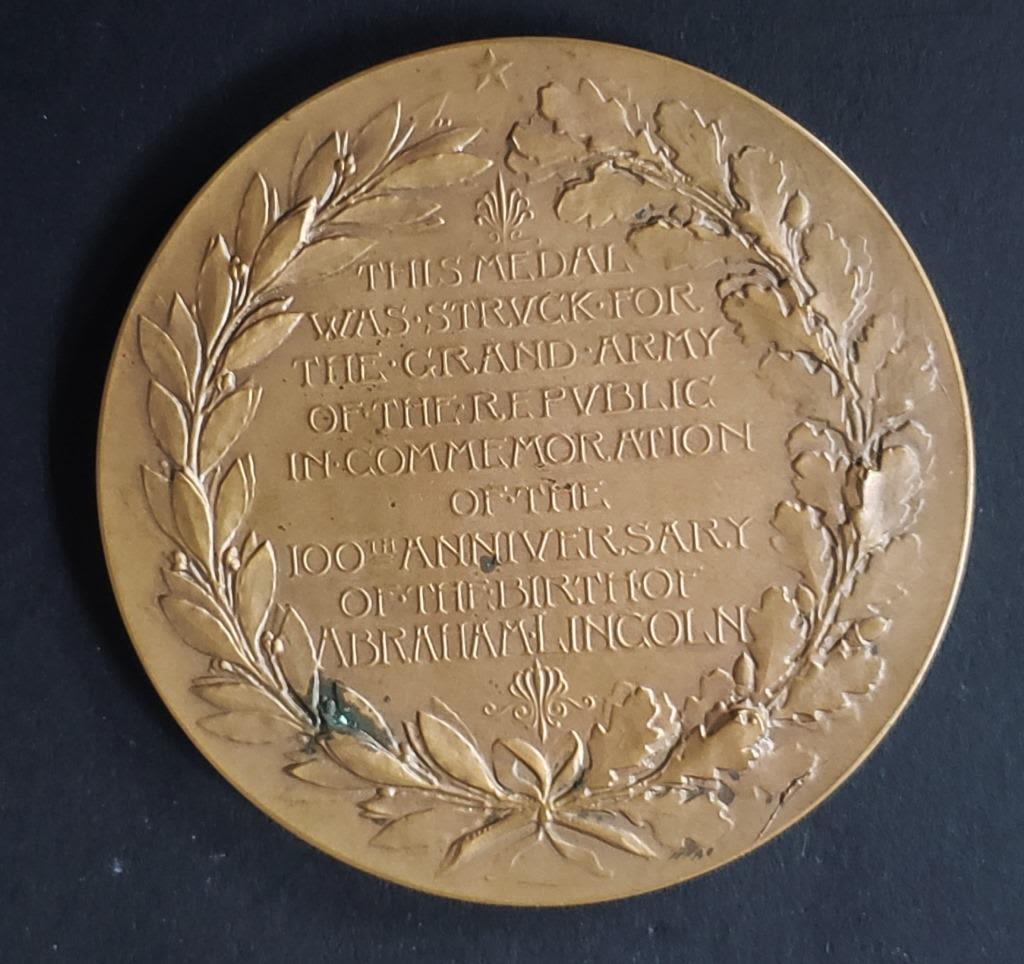 THIS MEDAL
WAS·STRVCK·FOR
THE·GRAND·ARMY
OF·THE·REPVBLIC
IN·COMMEMORATION
OF·THE
100TH ANNIVERSARY
OF·THE BIRTH OF
ABRAHAM·LINCOLN